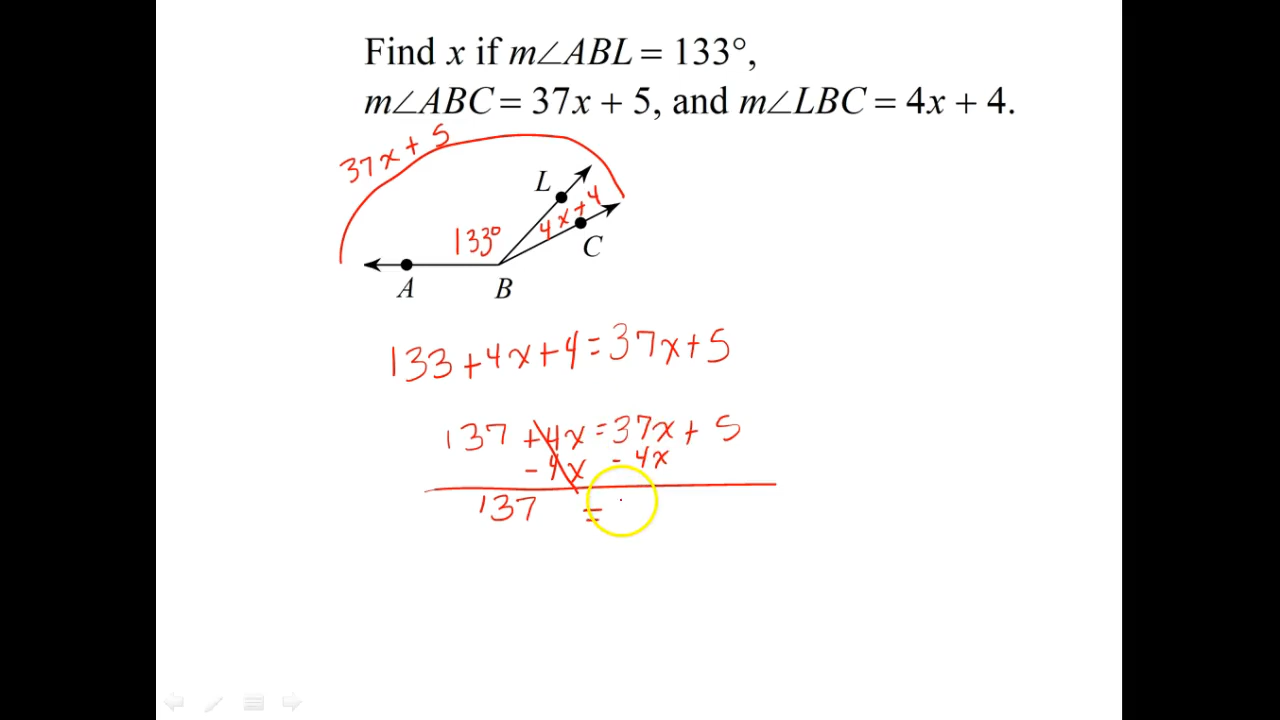 Find x if m∠ABL = 133°,
m∠ABC = 37x + 5, and m∠LBC = 4x + 4.
37x + 5
L
4x+4
133°
C
A
B
133+4x+4=37x+5
137 +4x=37x+ 5
-4x -4x
137 =